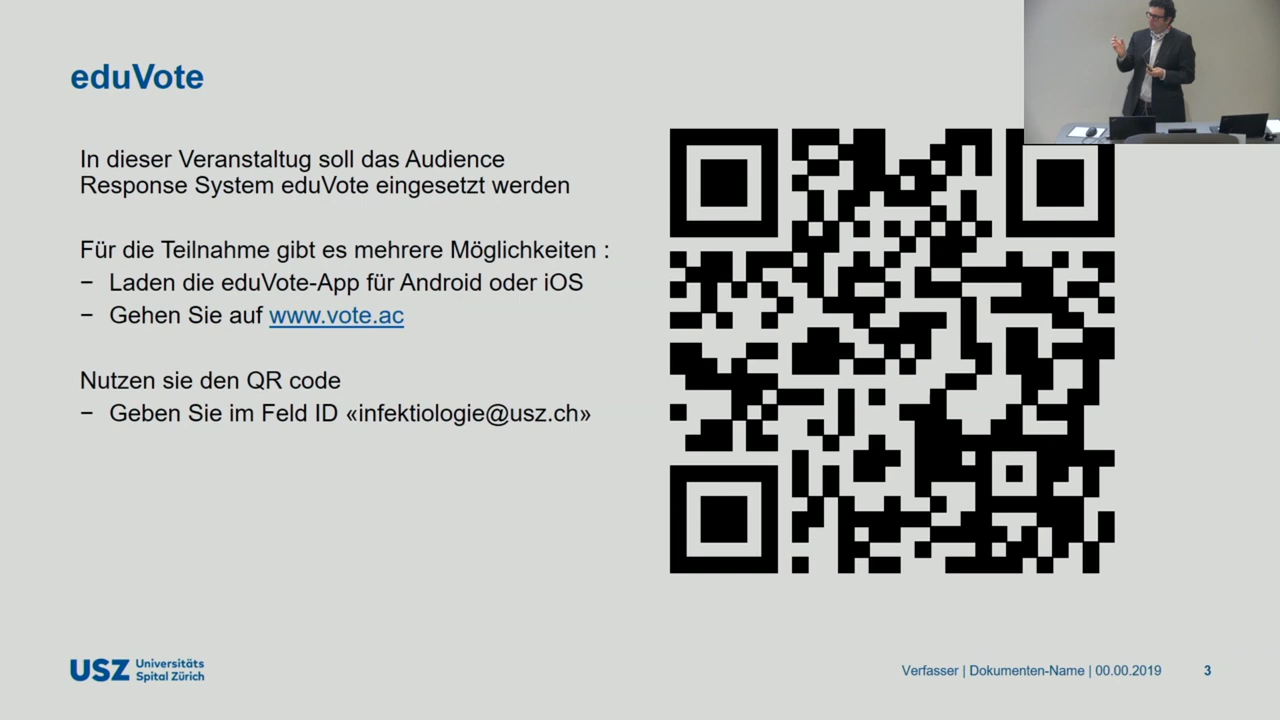 eduVote
In dieser Veranstaltug soll das Audience
Response System eduVote eingesetzt werden
Für die Teilnahme gibt es mehrere Möglichkeiten :
− Laden die eduVote-App für Android oder iOS
− Gehen Sie auf www.vote.ac
Nutzen sie den QR code
− Geben Sie im Feld ID «infektiologie@usz.ch»
USZ Universitäts
Spital Zürich
Verfasser | Dokumenten-Name | 00.00.2019 3